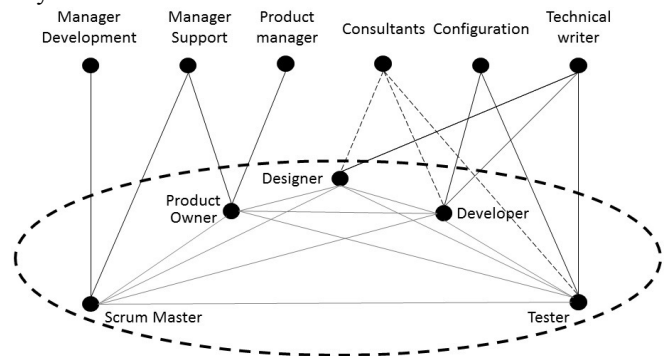 Manager
Development
Manager
Support
Product
manager
Consultants
Configuration
Technical
writer
Designer
Product
Owner
Developer
Scrum Master
Tester